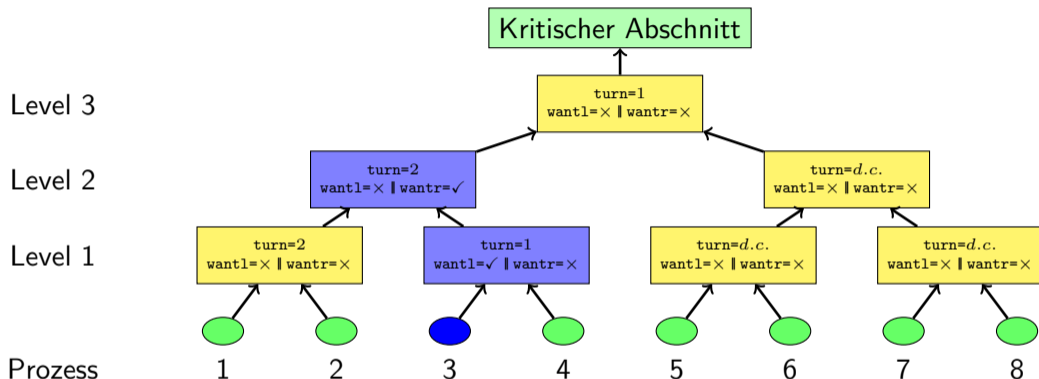 Kritischer Abschnitt
Level 3
turn=1
wantl=× ‖ wantr=×
Level 2
turn=2
wantl=× ‖ wantr=✓
turn=d.c.
wantl=× ‖ wantr=×
Level 1
turn=2
wantl=× ‖ wantr=×
turn=1
wantl=✓ ‖ wantr=×
turn=d.c.
wantl=× ‖ wantr=×
turn=d.c.
wantl=× ‖ wantr=×
Prozess 1 2 3 4 5 6 7 8